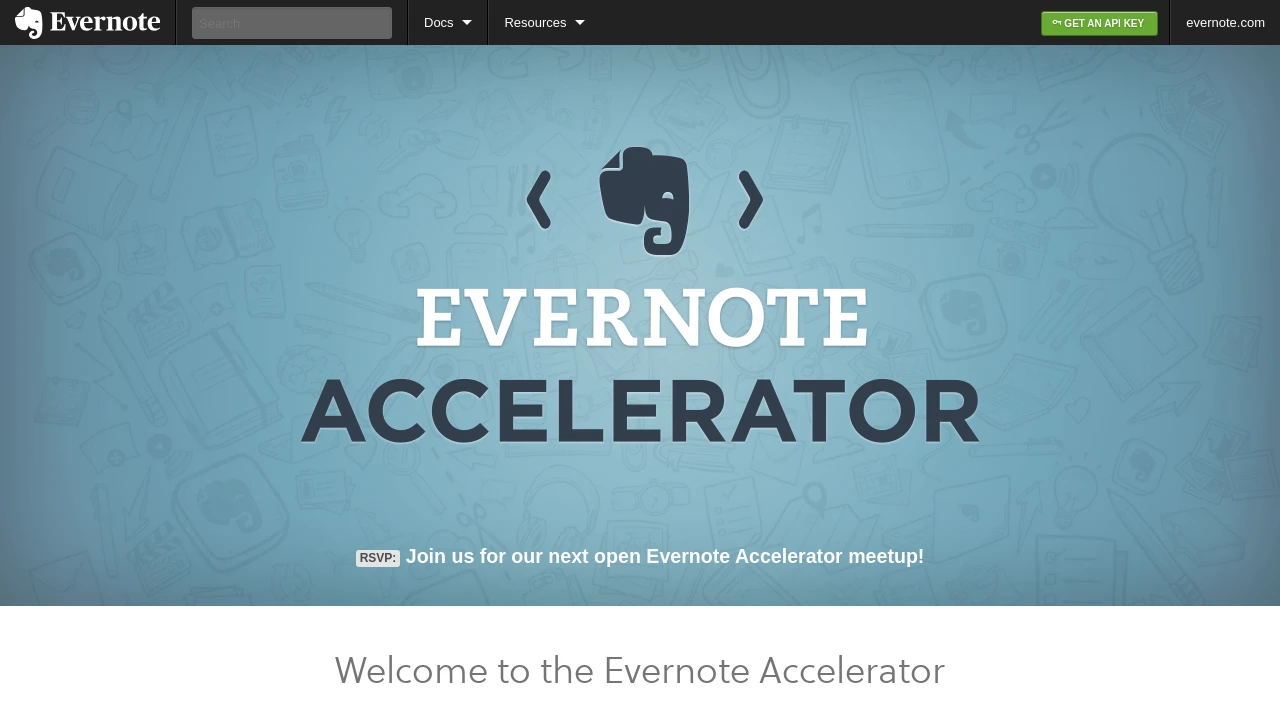 Evernote
Search
Docs
Resources
GET AN API KEY
evernote.com
EVERNOTE
ACCELERATOR
RSVP: Join us for our next open Evernote Accelerator meetup!
Welcome to the Evernote Accelerator